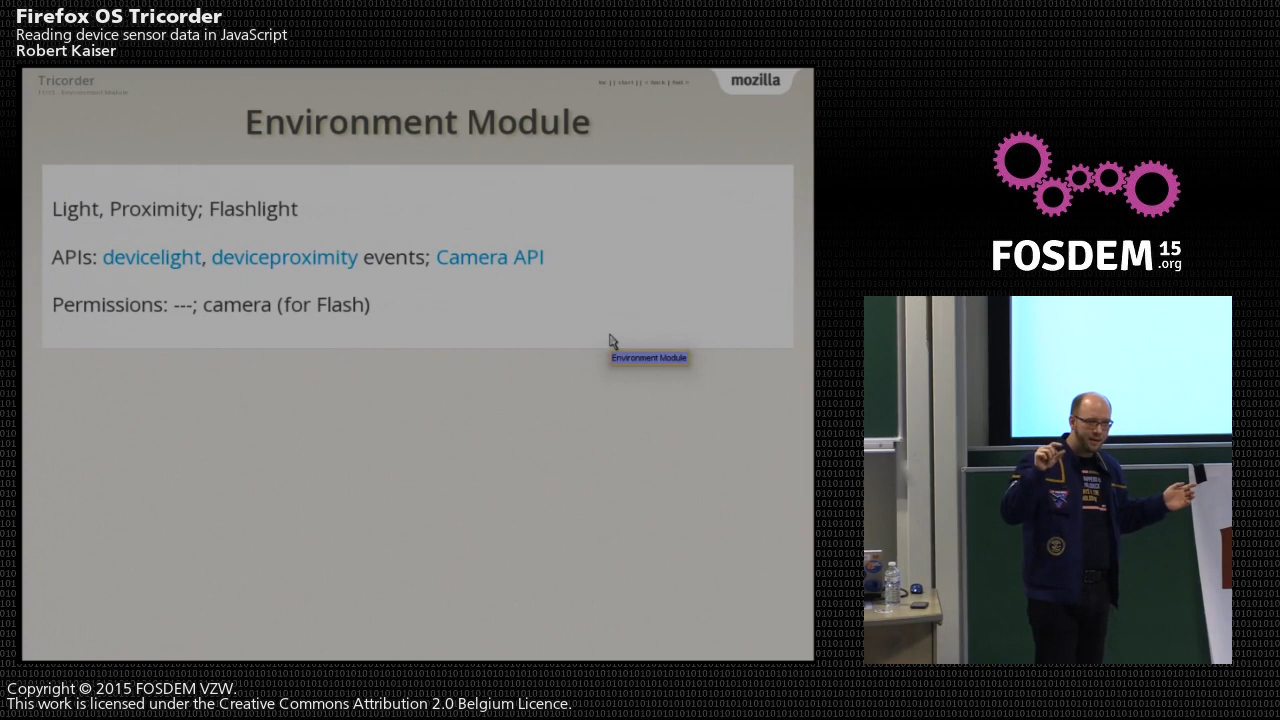 Firefox OS Tricorder
Reading device sensor data in JavaScript
Robert Kaiser
Tricorder
mozilla
Environment Module
Light, Proximity; Flashlight
APIs: devicelight, deviceproximity events; Camera API
Permissions: ---; camera (for Flash)
Environment Module
FOSDEM 15
.org
Copyright © 2015 FOSDEM VZW.
This work is licensed under the Creative Commons Attribution 2.0 Belgium Licence.